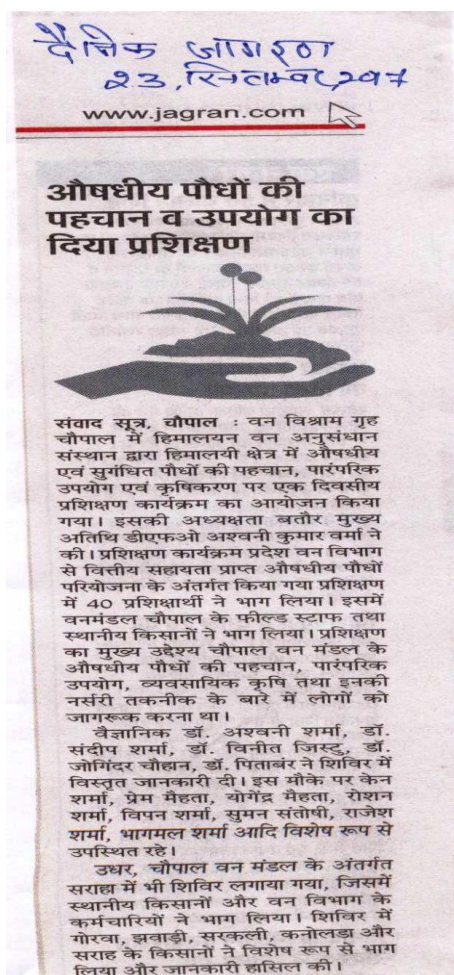 दैनिक जागरण
23, सितम्बर, 2017
www.jagran.com
औषधीय पौधों की
पहचान व उपयोग का
दिया प्रशिक्षण
संवाद सूत्र, चौपाल : वन विश्राम गृह
चौपाल में हिमालयन वन अनुसंधान
संस्थान द्वारा हिमालयी क्षेत्र में औषधीय
एवं सुगंधित पौधों की पहचान, पारंपरिक
उपयोग एवं कृषिकरण पर एक दिवसीय
प्रशिक्षण कार्यक्रम का आयोजन किया
गया। इसकी अध्यक्षता बतौर मुख्य
अतिथि डीएफओ अश्वनी कुमार वर्मा ने
की। प्रशिक्षण कार्यक्रम प्रदेश वन विभाग
से वित्तीय सहायता प्राप्त औषधीय पौधों
परियोजना के अंतर्गत किया गया प्रशिक्षण
में 40 प्रशिक्षार्थी ने भाग लिया। इसमें
वनमंडल चौपाल के फील्ड स्टाफ तथा
स्थानीय किसानों ने भाग लिया। प्रशिक्षण
का मुख्य उद्देश्य चौपाल वन मंडल के
औषधीय पौधों की पहचान, पारंपरिक
उपयोग, व्यवसायिक कृषि तथा इनकी
नर्सरी तकनीक के बारे में लोगों को
जागरूक करना था।
वैज्ञानिक डॉ. अश्वनी शर्मा, डॉ.
संदीप शर्मा, डॉ. विनीत जिस्टु, डॉ.
जोगिंदर चौहान, डॉ. पिताबंर ने शिविर में
विस्तृत जानकारी दी। इस मौके पर केन
शर्मा, प्रेम मैहता, योगेंद्र मैहता, रोशन
शर्मा, विपन शर्मा, सुमन संतोषी, राजेश
शर्मा, भागमल शर्मा आदि विशेष रूप से
उपस्थित रहे।
उधर, चौपाल वन मंडल के अंतर्गत
सराहा में भी शिविर लगाया गया, जिसमें
स्थानीय किसानों और वन विभाग के
कर्मचारियों ने भाग लिया। शिविर में
गोरवा, झवाड़ी, सरकली, कनोलडा और
सराह के किसानों ने विशेष रूप से भाग
लिया और जानकारी हासिल की।